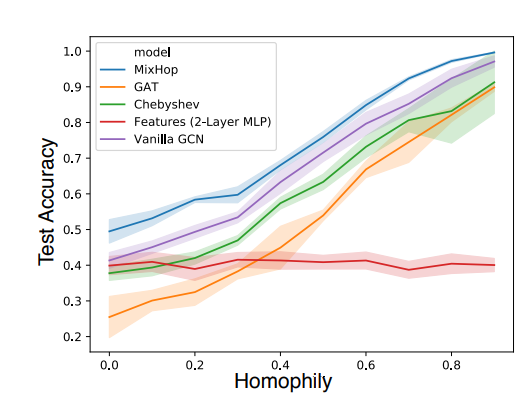 model
MixHop
GAT
Chebyshev
Features (2-Layer MLP)
Vanilla GCN
1.0
0.9
0.8
0.7
0.6
0.5
0.4
0.3
0.2
Test Accuracy
0.0 0.2 0.4 0.6 0.8
Homophily